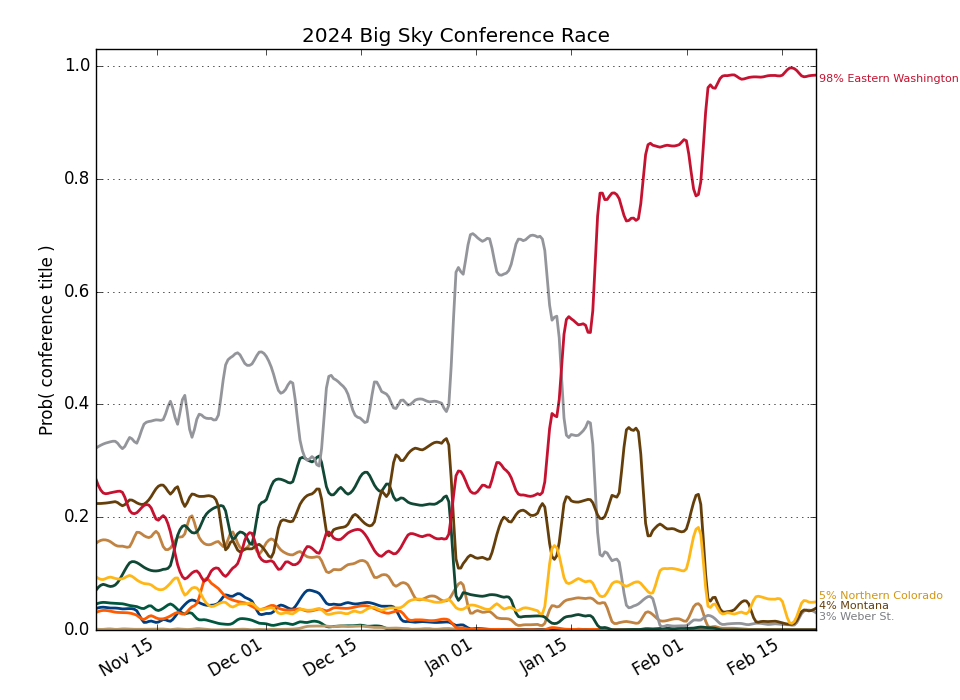 2024 Big Sky Conference Race
Prob( conference title )
1.0
0.8
0.6
0.4
0.2
0.0
98% Eastern Washington
5% Northern Colorado
4% Montana
3% Weber St.
Nov 15
Dec 01
Dec 15
Jan 01
Jan 15
Feb 01
Feb 15